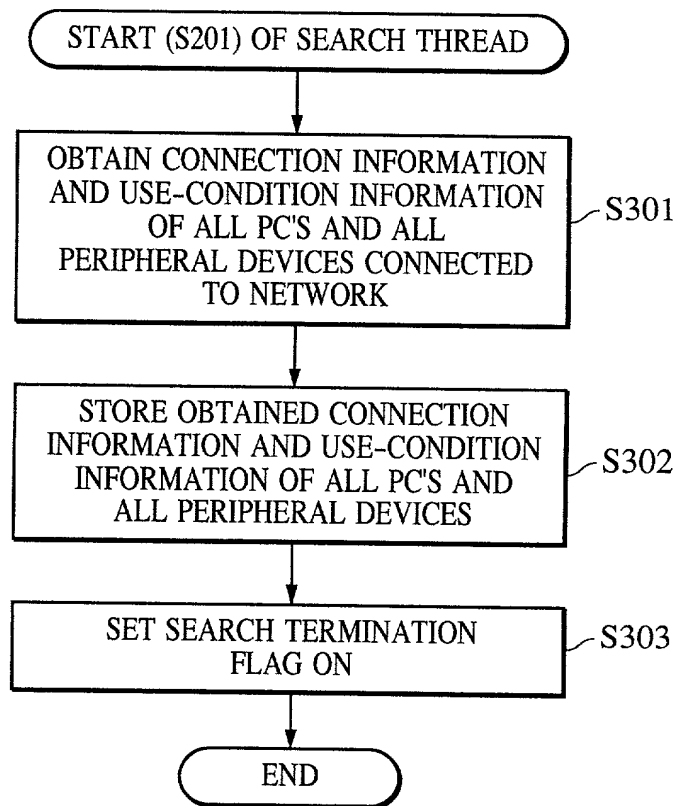 START (S201) OF SEARCH THREAD
OBTAIN CONNECTION INFORMATION
AND USE-CONDITION INFORMATION
OF ALL PC'S AND ALL
PERIPHERAL DEVICES CONNECTED
TO NETWORK
S301
STORE OBTAINED CONNECTION
INFORMATION AND USE-CONDITION
INFORMATION OF ALL PC'S AND
ALL PERIPHERAL DEVICES
S302
SET SEARCH TERMINATION
FLAG ON
S303
END